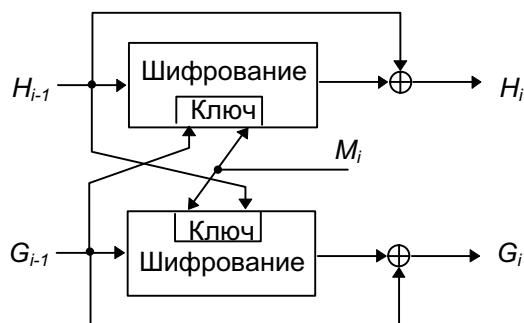 Шифрование
Ключ
H_{i-1}
H_i
M_i
Ключ
Шифрование
G_{i-1}
G_i